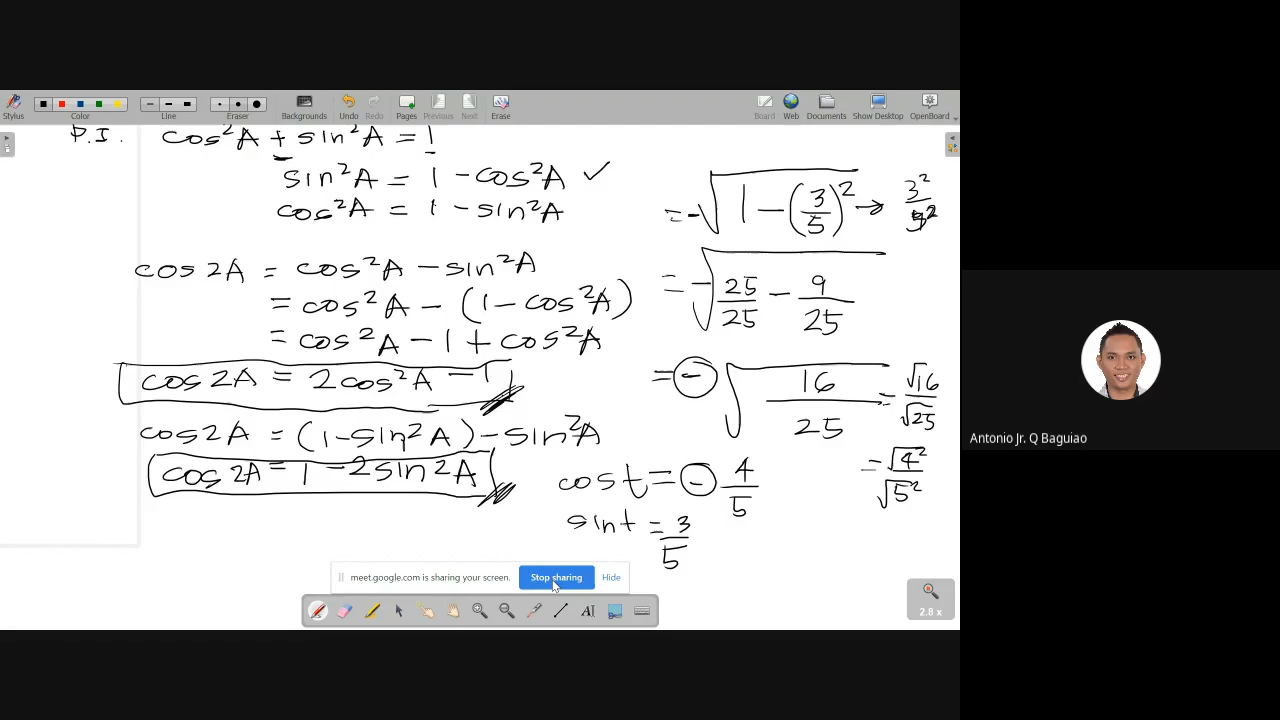 Stylus
Color
Line
Eraser
Backgrounds
Undo
Redo
Pages
Previous
Next
Erase
Board
Web
Documents
Show Desktop
OpenBoard
P.I. cos²A + sin²A = 1
sin²A = 1 - cos²A ✓
cos²A = 1 - sin²A
cos 2A = cos²A - sin²A
= cos²A - (1 - cos²A)
= cos²A - 1 + cos²A
cos 2A = 2cos²A - 1
cos 2A = (1 - sin²A) - sin²A
cos 2A = 1 - 2 sin²A
= -√(1 - (3/5)²) → 3²/5²
= -√(25/25 - 9/25)
= -√(16/25) = √16/√25
= √4²/√5²
cos t = - 4/5
sin t = 3/5
meet.google.com is sharing your screen.
Stop sharing
Hide
2.8 x
Antonio Jr. Q Baguiao